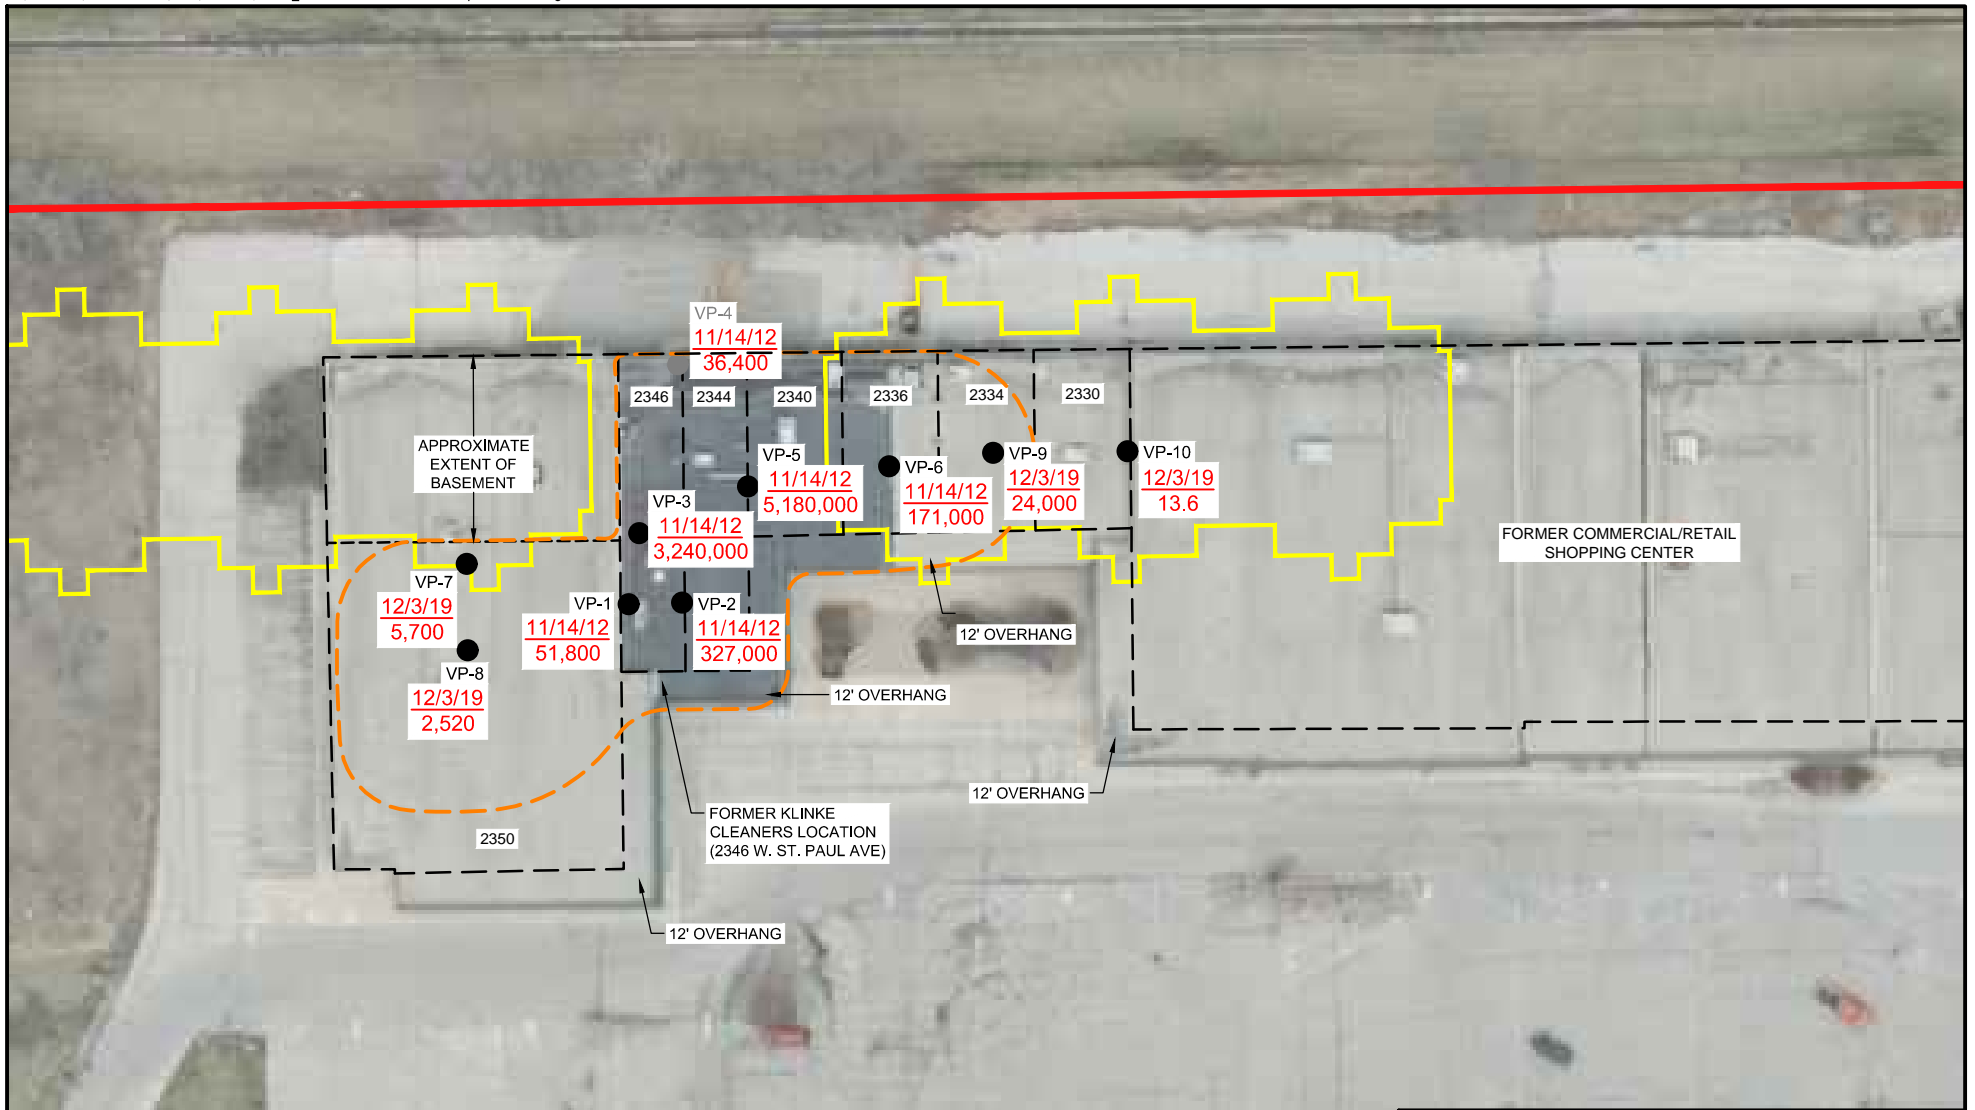 VP-4
11/14/12
36,400
2346
2344
2340
2336
2334
2330
APPROXIMATE
EXTENT OF
BASEMENT
VP-5
11/14/12
5,180,000
VP-6
11/14/12
171,000
VP-9
12/3/19
24,000
VP-10
12/3/19
13.6
VP-3
11/14/12
3,240,000
FORMER COMMERCIAL/RETAIL
SHOPPING CENTER
VP-7
12/3/19
5,700
VP-1
11/14/12
51,800
VP-2
11/14/12
327,000
12' OVERHANG
VP-8
12/3/19
2,520
12' OVERHANG
12' OVERHANG
FORMER KLINKE
CLEANERS LOCATION
(2346 W. ST. PAUL AVE)
2350
12' OVERHANG